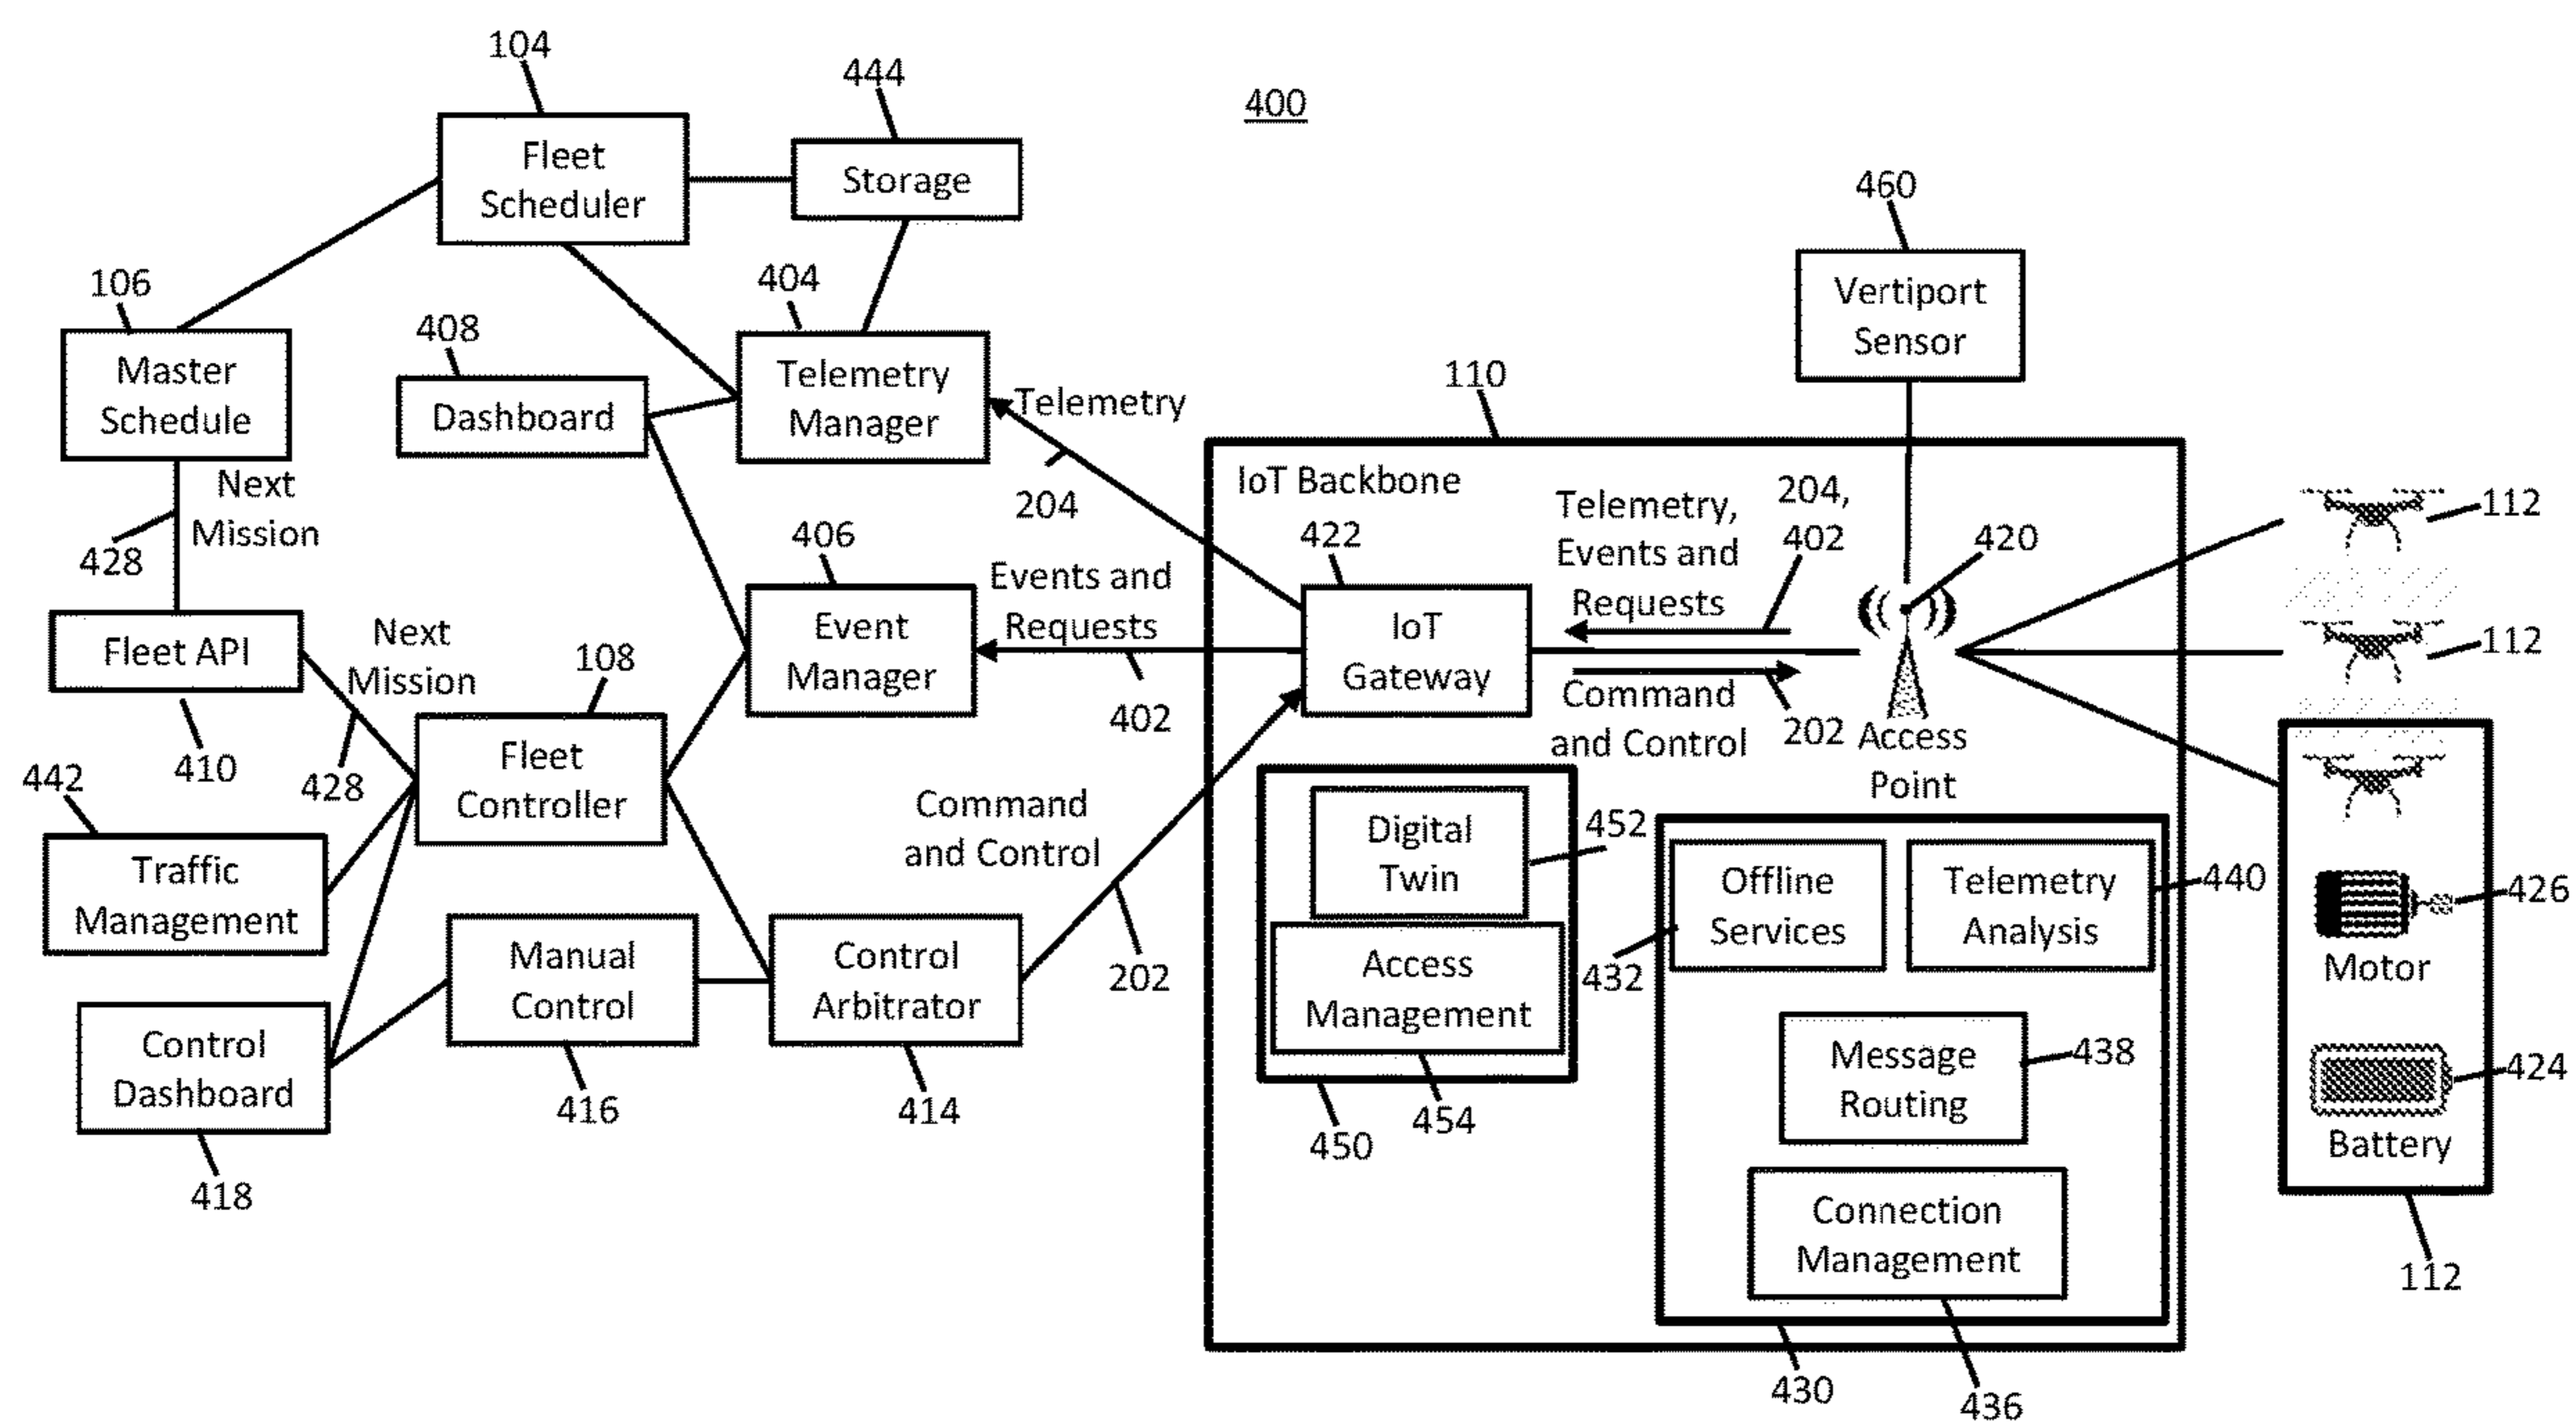 104
444
400
Fleet
Scheduler
Storage
460
Vertiport
Sensor
106
404
408
110
Master
Schedule
Telemetry
Manager
Dashboard
Telemetry
204
IoT Backbone
Next
Mission
428
Telemetry,
Events and
Requests
204,
402
420
112
406
422
Events and
Requests
402
Event
Manager
IoT
Gateway
112
Fleet API
410
Next
Mission
428
108
Command
and Control
202
Access
Point
442
Fleet
Controller
Traffic
Management
Command
and Control
202
Digital
Twin
452
Offline
Services
432
Telemetry
Analysis
440
426
Motor
Manual
Control
Control
Arbitrator
Access
Management
Control
Dashboard
416
414
450
454
Message
Routing
438
424
Battery
418
Connection
Management
112
430
436